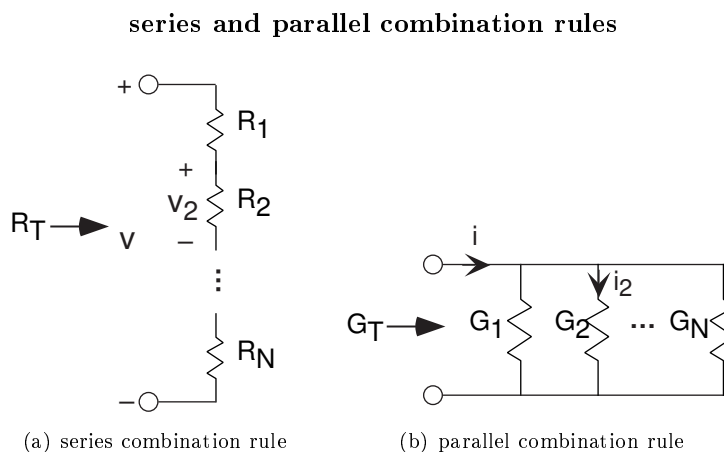 series and parallel combination rules
+
R1
+
RT
v
v2
R2
–
...
RN
–
(a) series combination rule
i
i2
GT
G1
G2
...
GN
(b) parallel combination rule